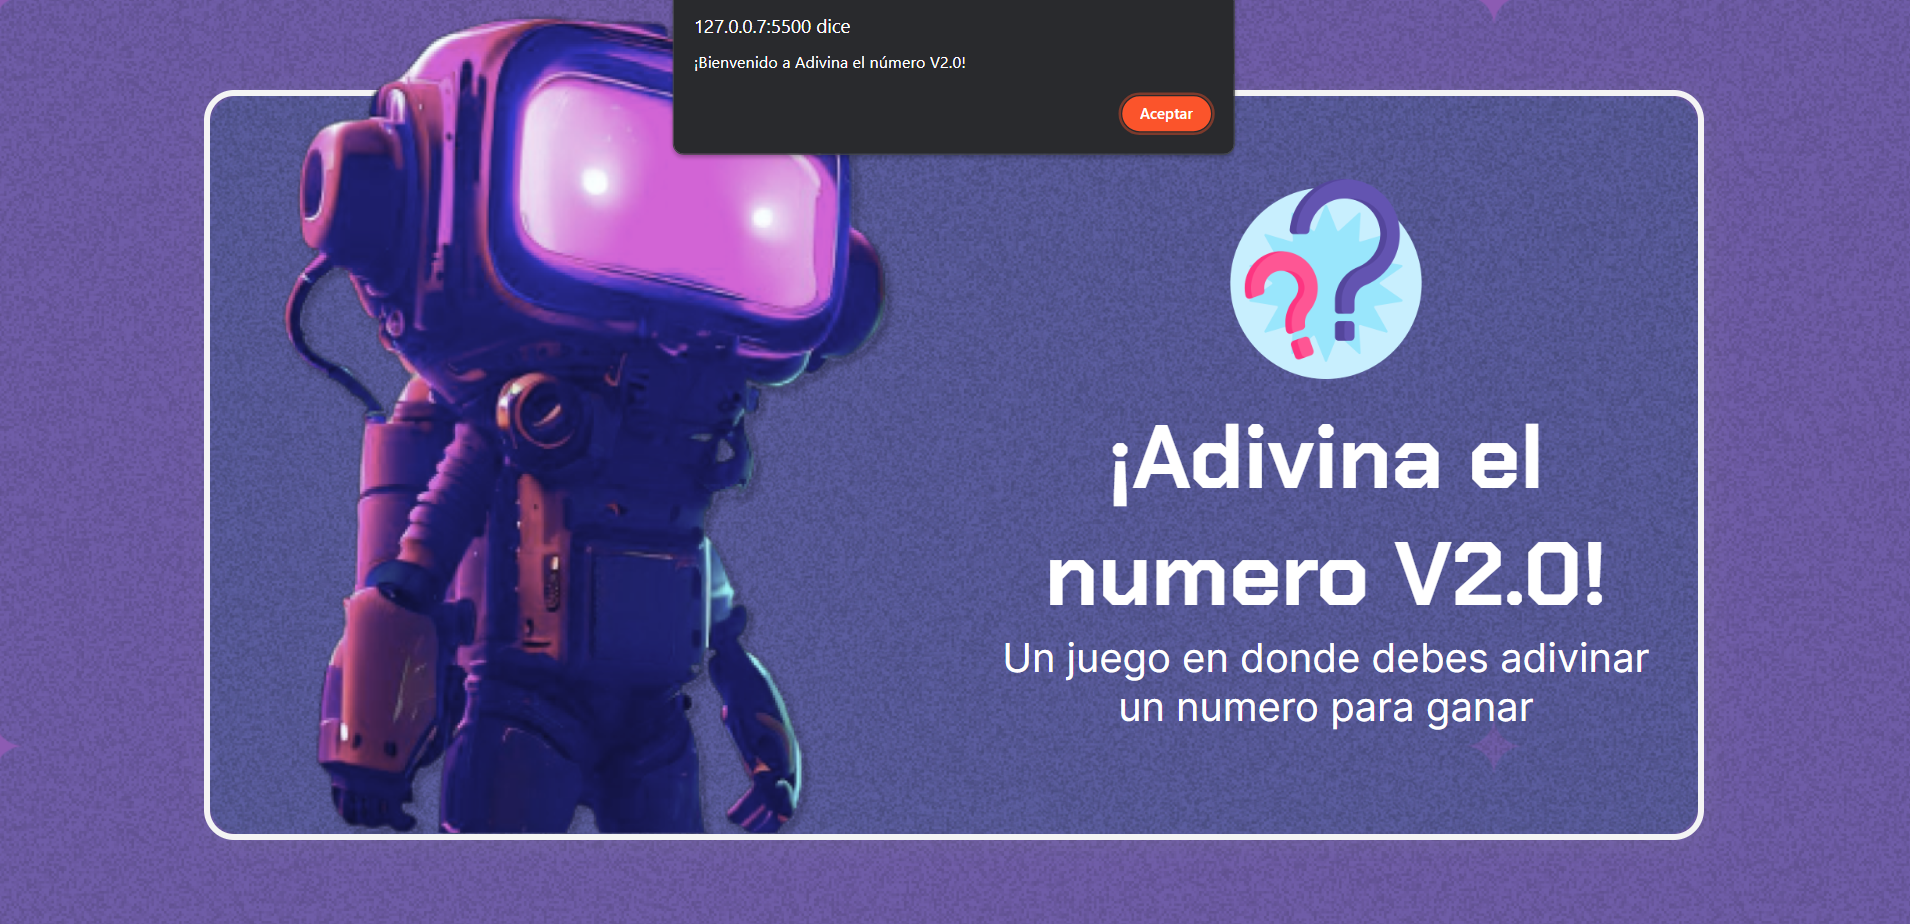 127.0.0.7:5500 dice
¡Bienvenido a Adivina el número V2.0!
Aceptar
¡Adivina el
numero V2.0!
Un juego en donde debes adivinar
un numero para ganar